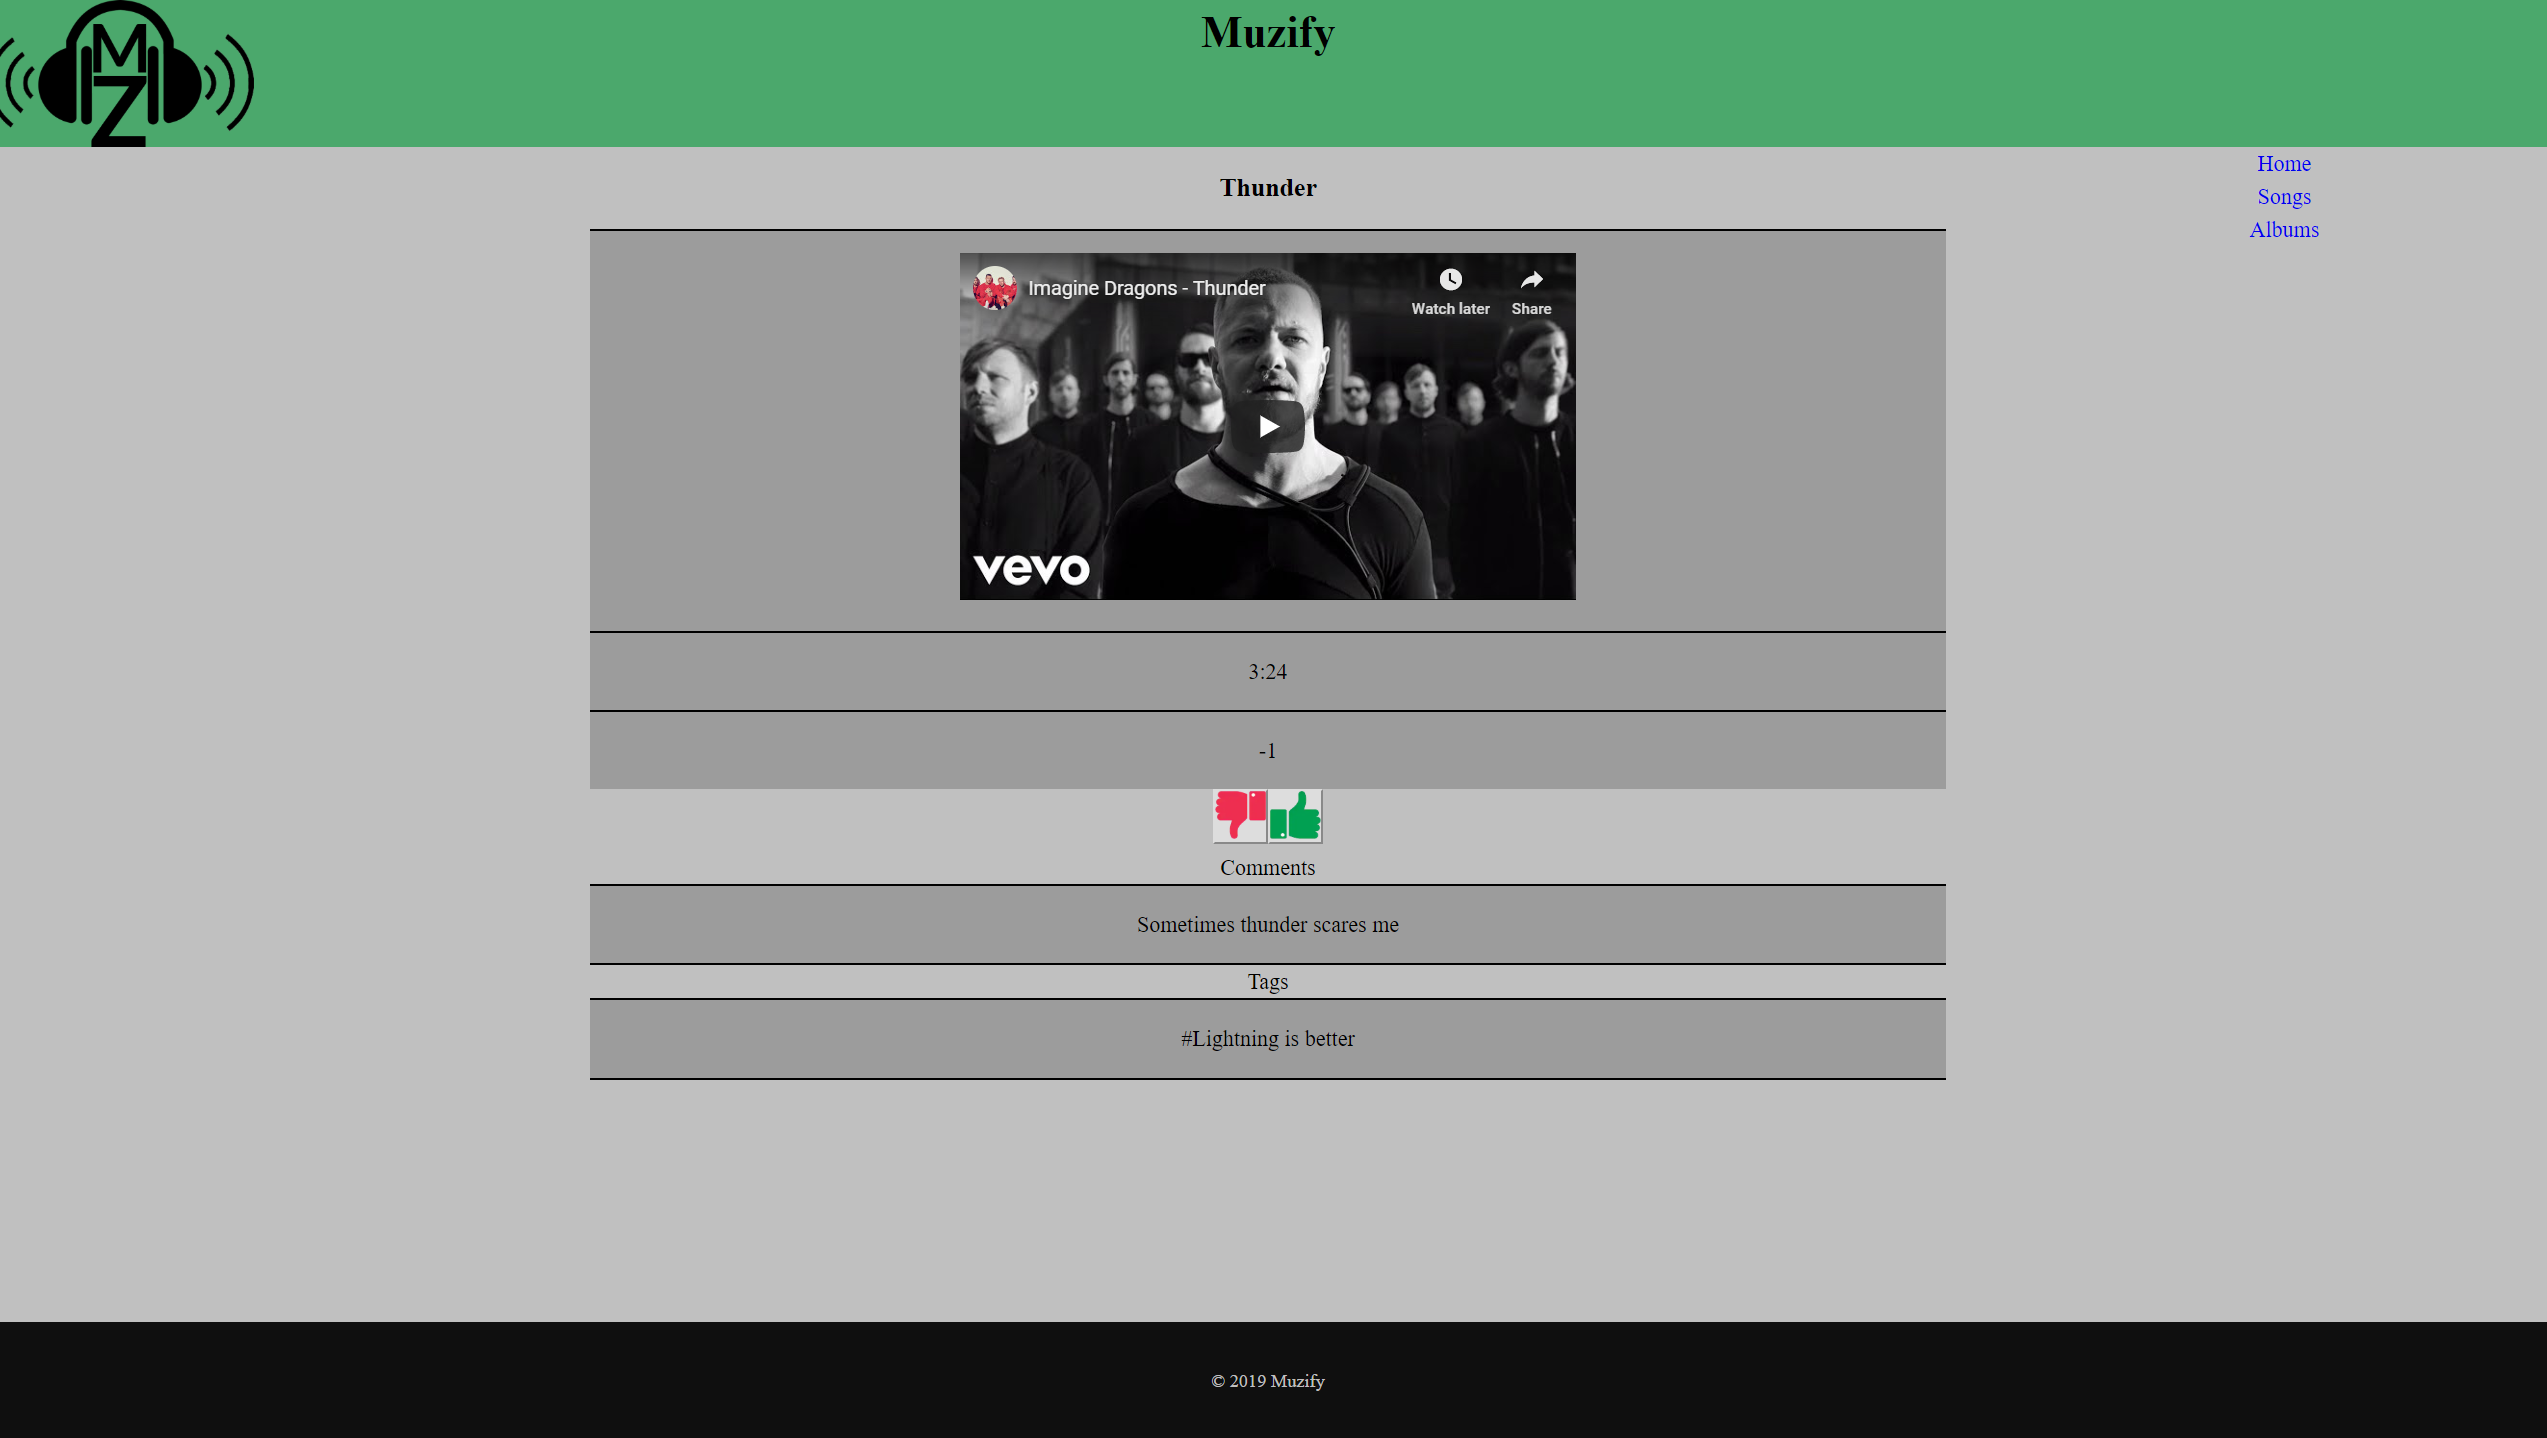 M
Z
Muzify
Home
Songs
Albums
Thunder
Imagine Dragons - Thunder
Watch later
Share
vevo
3:24
-1
Comments
Sometimes thunder scares me
Tags
#Lightning is better
© 2019 Muzify